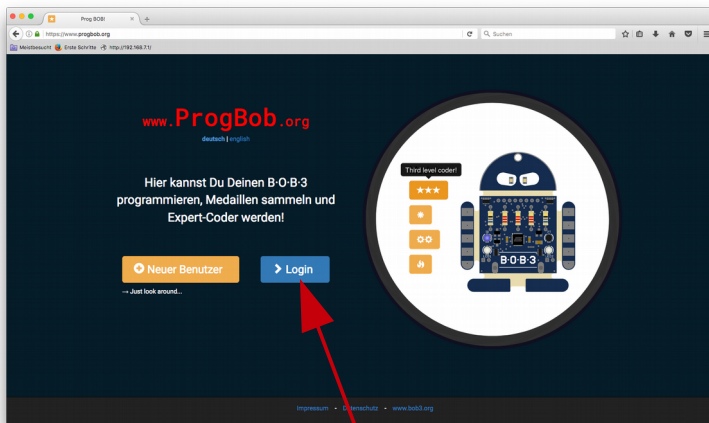 Prog BOB!
https://www.progbob.org
Suchen
Meistbesucht Erste Schritte http://192.168.7.1/
www.ProgBob.org
deutsch | english
Hier kannst Du Deinen B·O·B·3
programmieren, Medaillen sammeln und
Expert-Coder werden!
Neuer Benutzer
Login
→ Just look around...
Third level coder!
B·O·B·3
Impressum - Datenschutz - www.bob3.org